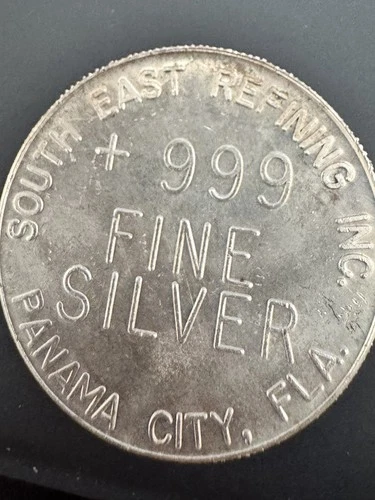 SOUTH EAST REFINING INC.
+ 999
FINE
SILVER
PANAMA CITY, FLA.